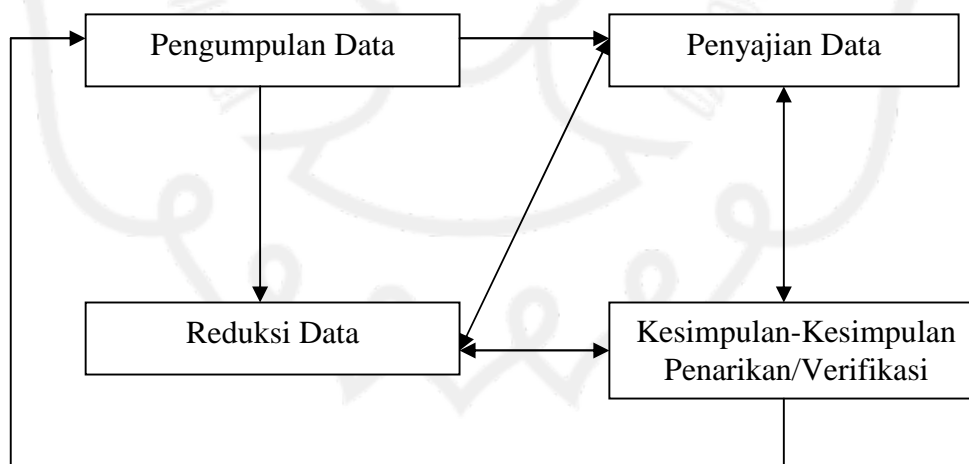 Pengumpulan Data
Penyajian Data
Reduksi Data
Kesimpulan-Kesimpulan
Penarikan/Verifikasi